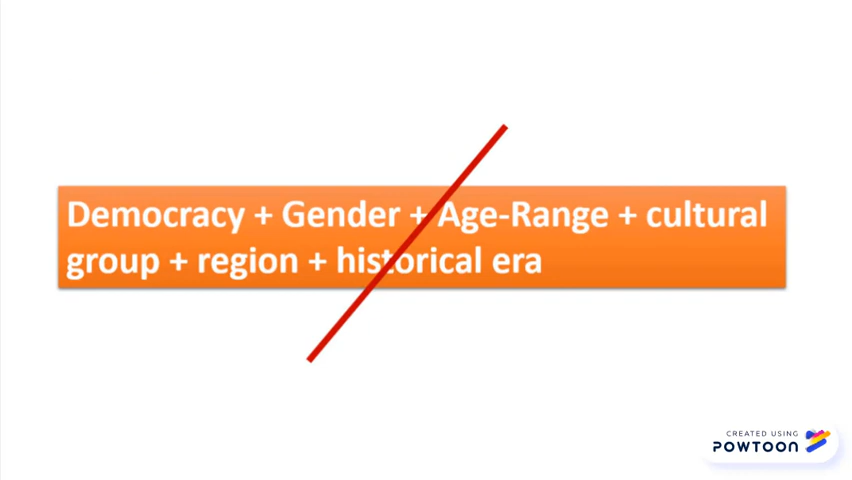 Democracy + Gender + Age-Range + cultural
group + region + historical era
CREATED USING
POWTOON